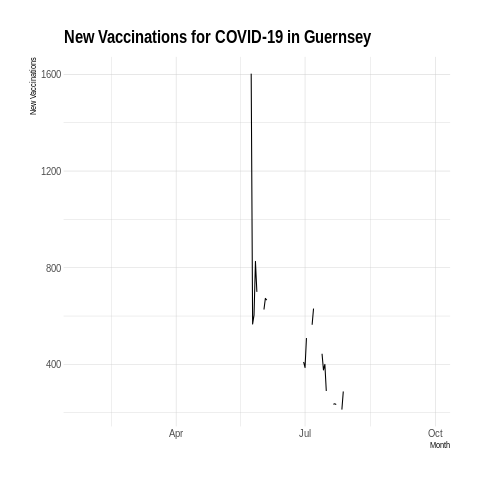 New Vaccinations for COVID-19 in Guernsey
New Vaccinations
1600
1200
800
400
Apr
Jul
Oct
Month